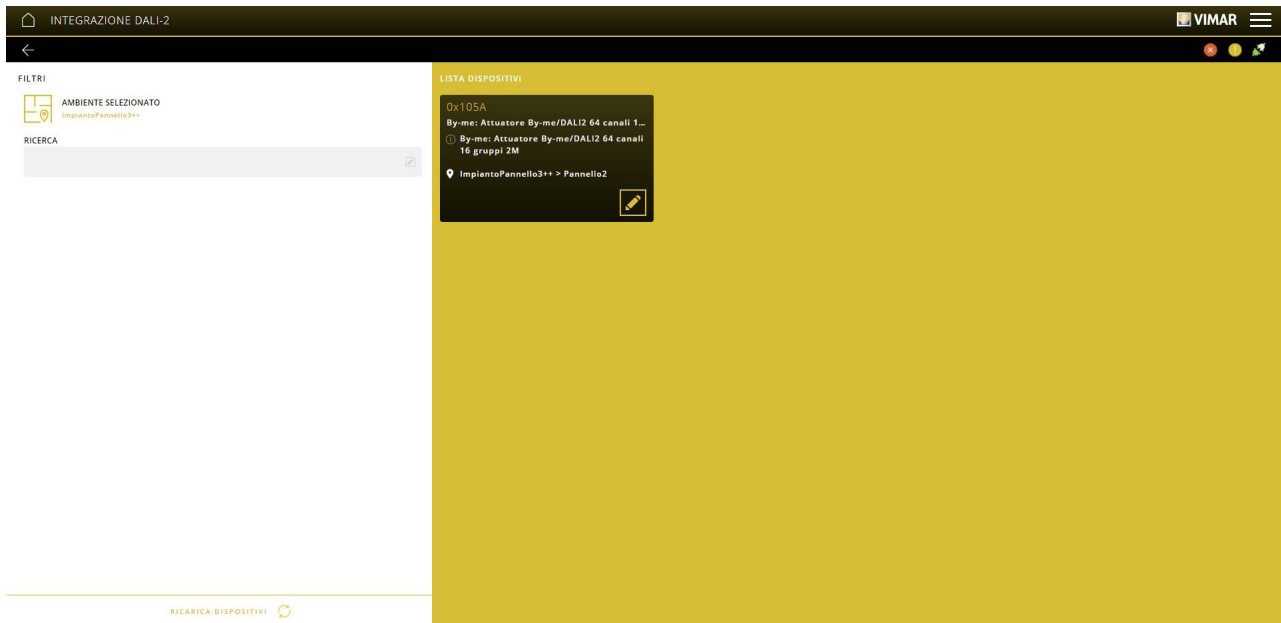 INTEGRAZIONE DALI-2
VIMAR
FILTRI
AMBIENTE SELEZIONATO
ImpiantoPannello3++
RICERCA
RICARICA DISPOSITIVI
LISTA DISPOSITIVI
0x105A
By-me: Attuatore By-me/DALI2 64 canali 1...
By-me: Attuatore By-me/DALI2 64 canali
16 gruppi 2M
ImpiantoPannello3++ > Pannello2